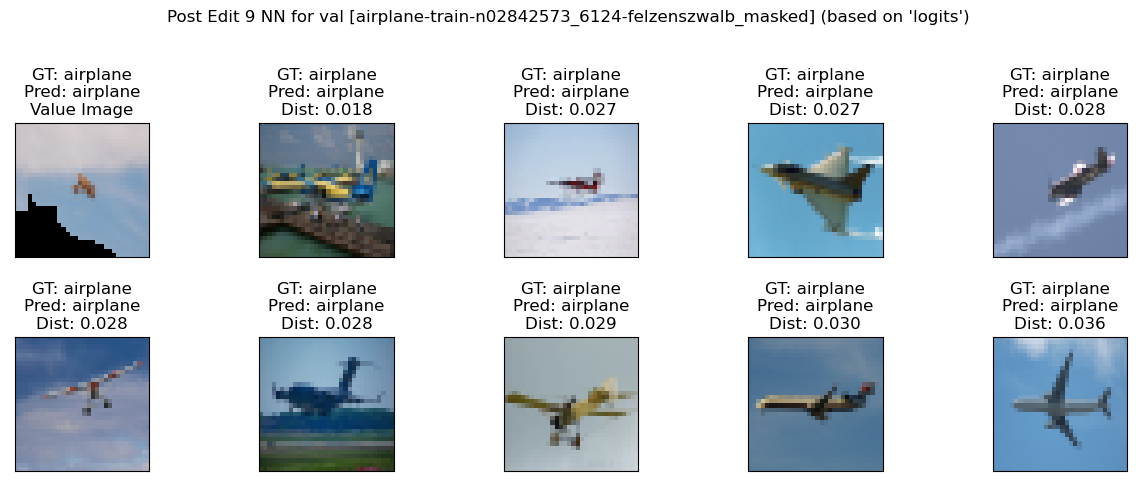 Post Edit 9 NN for val [airplane-train-n02842573_6124-felzenszwalb_masked] (based on 'logits')
GT: airplane
Pred: airplane
Value Image
GT: airplane
Pred: airplane
Dist: 0.018
GT: airplane
Pred: airplane
Dist: 0.027
GT: airplane
Pred: airplane
Dist: 0.027
GT: airplane
Pred: airplane
Dist: 0.028
GT: airplane
Pred: airplane
Dist: 0.028
GT: airplane
Pred: airplane
Dist: 0.028
GT: airplane
Pred: airplane
Dist: 0.029
GT: airplane
Pred: airplane
Dist: 0.030
GT: airplane
Pred: airplane
Dist: 0.036